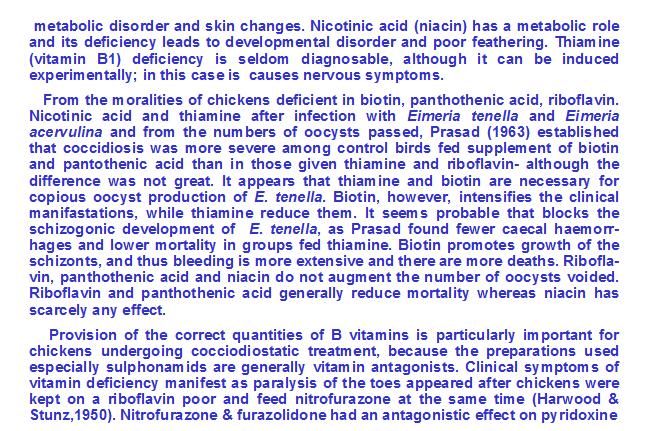 metabolic disorder and skin changes. Nicotinic acid (niacin) has a metabolic role
and its deficiency leads to developmental disorder and poor feathering. Thiamine
(vitamin B1) deficiency is seldom diagnosable, although it can be induced
experimentally; in this case is causes nervous symptoms.
From the moralities of chickens deficient in biotin, panthothenic acid, riboflavin.
Nicotinic acid and thiamine after infection with Eimeria tenella and Eimeria
acervulina and from the numbers of oocysts passed, Prasad (1963) established
that coccidiosis was more severe among control birds fed supplement of biotin
and pantothenic acid than in those given thiamine and riboflavin- although the
difference was not great. It appears that thiamine and biotin are necessary for
copious oocyst production of E. tenella. Biotin, however, intensifies the clinical
manifastations, while thiamine reduce them. It seems probable that blocks the
schizogonic development of E. tenella, as Prasad found fewer caecal haemorr-
hages and lower mortality in groups fed thiamine. Biotin promotes growth of the
schizonts, and thus bleeding is more extensive and there are more deaths. Ribofla-
vin, panthothenic acid and niacin do not augment the number of oocysts voided.
Riboflavin and panthothenic acid generally reduce mortality whereas niacin has
scarcely any effect.
Provision of the correct quantities of B vitamins is particularly important for
chickens undergoing cocciodiostatic treatment, because the preparations used
especially sulphonamids are generally vitamin antagonists. Clinical symptoms of
vitamin deficiency manifest as paralysis of the toes appeared after chickens were
kept on a riboflavin poor and feed nitrofurazone at the same time (Harwood &
Stunz,1950). Nitrofurazone & furazolidone had an antagonistic effect on pyridoxine